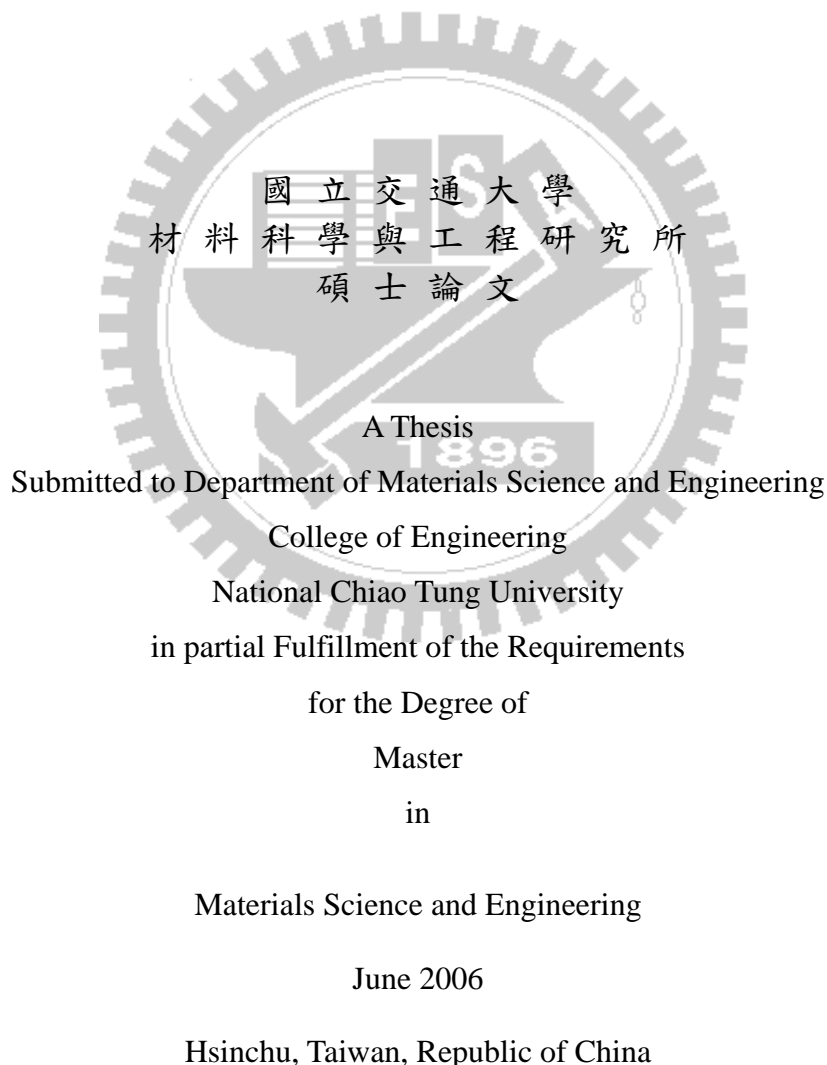 國 立 交 通 大 學
材 料 科 學 與 工 程 研 究 所
碩 士 論 文
A Thesis
1896
Submitted to Department of Materials Science and Engineering
College of Engineering
National Chiao Tung University
in partial Fulfillment of the Requirements
for the Degree of
Master
in
Materials Science and Engineering
June 2006
Hsinchu, Taiwan, Republic of China